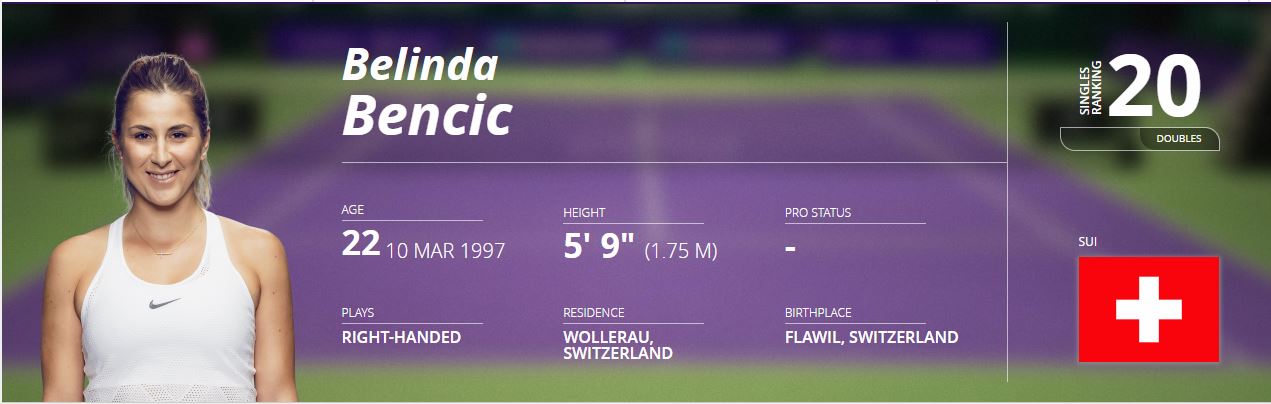 Belinda
Bencic
SINGLES
RANKING
20
DOUBLES
AGE
22 10 MAR 1997
HEIGHT
5' 9" (1.75 M)
PRO STATUS
-
PLAYS
RIGHT-HANDED
RESIDENCE
WOLLERAU,
SWITZERLAND
BIRTHPLACE
FLAWIL, SWITZERLAND
SUI